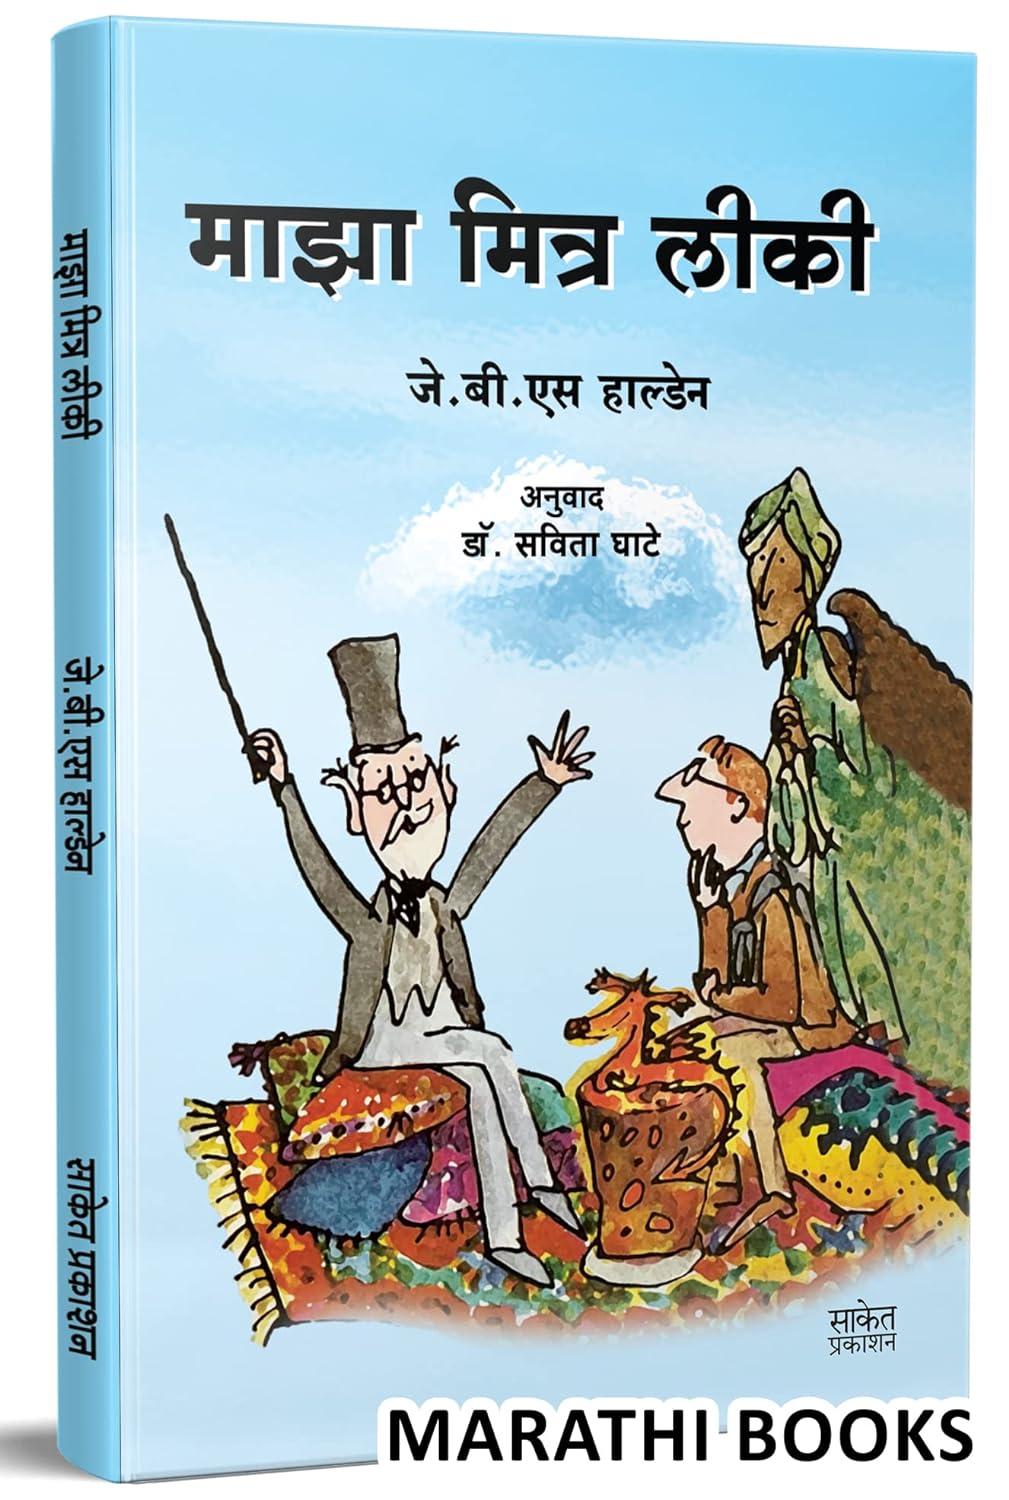 माझा मित्र लीकी
जे.बी.एस हाल्डेन
अनुवाद
डॉ. सविता घाटे
साकेत
प्रकाशन
माझा मित्र लीकी
जे.बी.एस हाल्डेन
साकेत प्रकाशन
MARATHI BOOKS